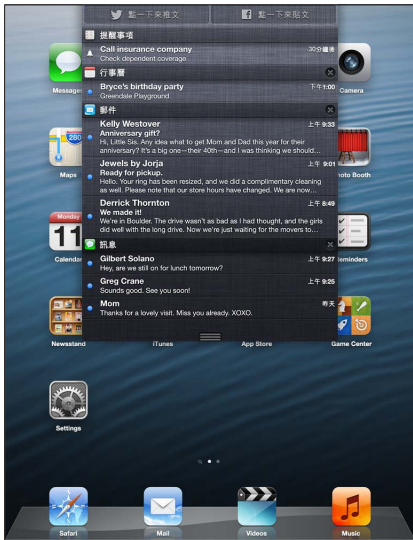 點一下來推文
點一下來貼文
提醒事項
Call insurance company
30分鐘後
Check dependent coverage
行事曆
Bryce's birthday party
下午1:00
Greendale Playground
郵件
Kelly Westover
上午 9:33
Anniversary gift?
Hi, Little Sis. Any idea what to get Mom and Dad this year for their
anniversary? It's a big one—their 40th—and I was thinking we should...
Jewels by Jorja
上午 9:01
Ready for pickup.
Hello. Your ring has been resized, and we did a complimentary cleaning
as well. Please note that our store hours have changed. We are now...
Derrick Thornton
上午 8:49
We made it!
We're in Boulder. The drive wasn't as bad as I had thought, and the girls
did well with the long drive. Now we're just waiting for the movers to...
訊息
Gilbert Solano
上午 9:27
Hey, are we still on for lunch tomorrow?
Greg Crane
上午 9:25
Sounds good. See you soon!
Mom
昨天
Thanks for a lovely visit. Miss you already. XOXO.
Messages
Camera
280
Maps
Photo Booth
Monday
11
Calendar
Reminders
Newsstand
iTunes
App Store
Game Center
Settings
Safari
Mail
Videos
Music